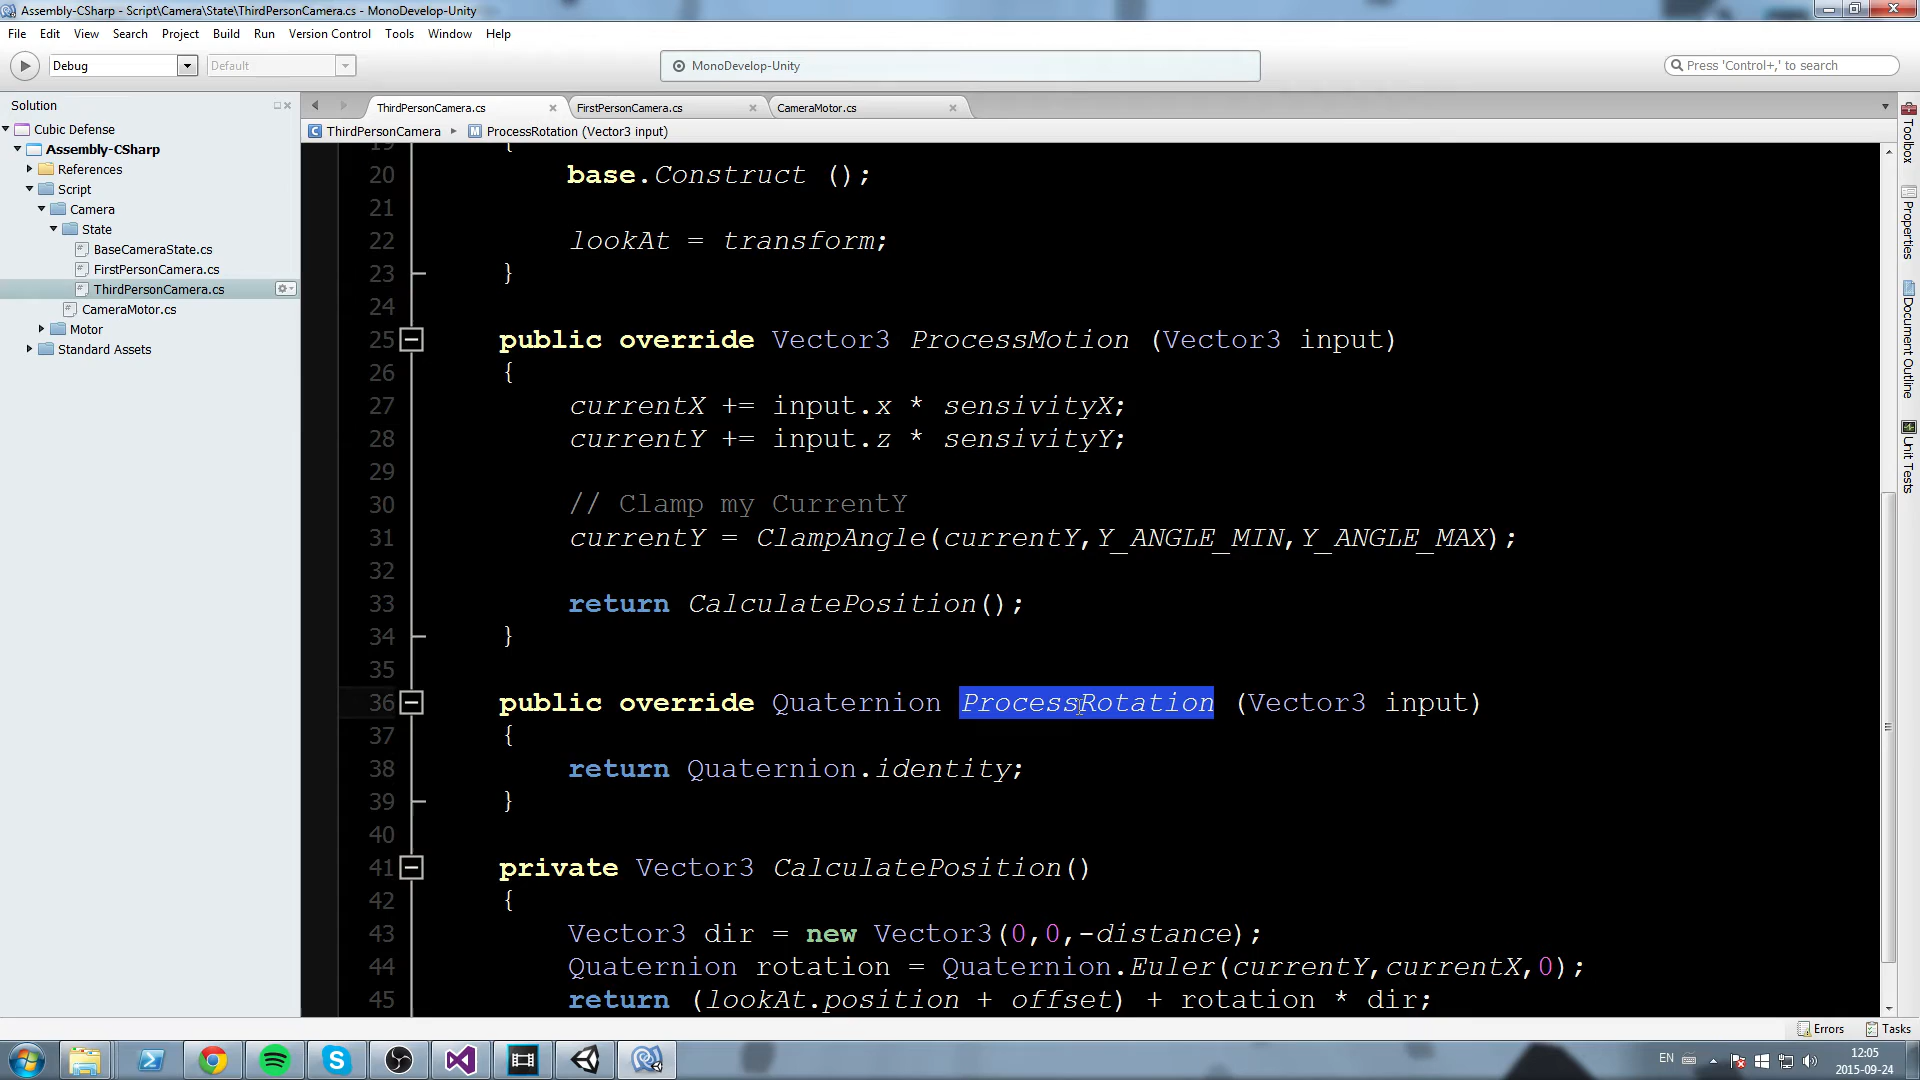 Assembly-CSharp - Script\Camera\State\ThirdPersonCamera.cs - MonoDevelop-Unity
File Edit View Search Project Build Run Version Control Tools Window Help
Debug Default MonoDevelop-Unity Press 'Control+,' to search
Solution
ThirdPersonCamera.cs FirstPersonCamera.cs CameraMotor.cs
ThirdPersonCamera ProcessRotation (Vector3 input)
Cubic Defense
Assembly-CSharp
References
Script
Camera
State
BaseCameraState.cs
FirstPersonCamera.cs
ThirdPersonCamera.cs
CameraMotor.cs
Motor
Standard Assets
19 {
20 base.Construct ();
21
22 lookAt = transform;
23 }
24
25 public override Vector3 ProcessMotion (Vector3 input)
26 {
27 currentX += input.x * sensivityX;
28 currentY += input.z * sensivityY;
29
30 // Clamp my CurrentY
31 currentY = ClampAngle(currentY,Y_ANGLE_MIN,Y_ANGLE_MAX);
32
33 return CalculatePosition();
34 }
35
36 public override Quaternion ProcessRotation (Vector3 input)
37 {
38 return Quaternion.identity;
39 }
40
41 private Vector3 CalculatePosition()
42 {
43 Vector3 dir = new Vector3(0,0,-distance);
44 Quaternion rotation = Quaternion.Euler(currentY,currentX,0);
45 return (lookAt.position + offset) + rotation * dir;
Toolbox
Properties
Document Outline
Unit Tests
Errors Tasks
EN 12:05
2015-09-24